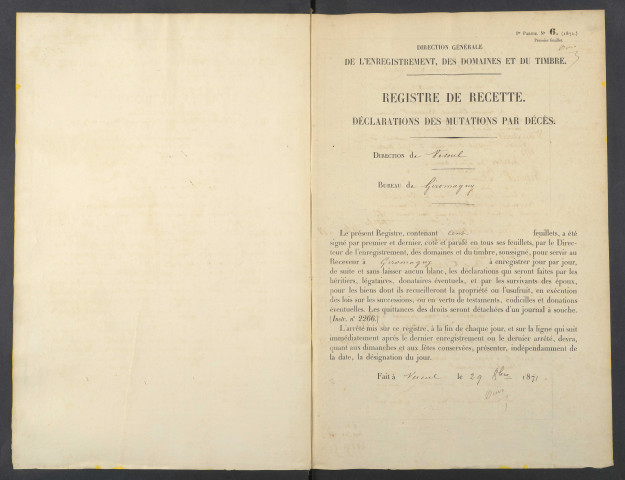 2e Partie. N° 6. (1871.)
Premier feuillet.
DIRECTION GÉNÉRALE
DE L'ENREGISTREMENT, DES DOMAINES ET DU TIMBRE.
REGISTRE DE RECETTE.
DÉCLARATIONS DES MUTATIONS PAR DÉCÈS.
DIRECTION de Vesoul
BUREAU de Giromagny
Le présent Registre, contenant cent feuillets, a été
signé par premier et dernier, coté et parafé en tous ses feuillets, par le Direc-
teur de l'enregistrement, des domaines et du timbre, soussigné, pour servir au
Receveur à Giromagny à enregistrer jour par jour,
de suite et sans laisser aucun blanc, les déclarations qui seront faites par les
héritiers, légataires, donataires éventuels, et par les survivants des époux,
pour les biens dont ils recueilleront la propriété ou l'usufruit, en exécution
des lois sur les successions, ou en vertu de testaments, codicilles et donations
éventuelles. Les quittances des droits seront détachées d'un journal à souche.
(Instr. n° 2266.)
L'arrêté mis sur ce registre, à la fin de chaque jour, et sur la ligne qui suit
immédiatement après le dernier enregistrement ou le dernier arrêté, devra,
quant aux dimanches et aux fêtes conservées, présenter, indépendamment de
la date, la désignation du jour.
Fait à Vesoul le 29 Xbre 1871